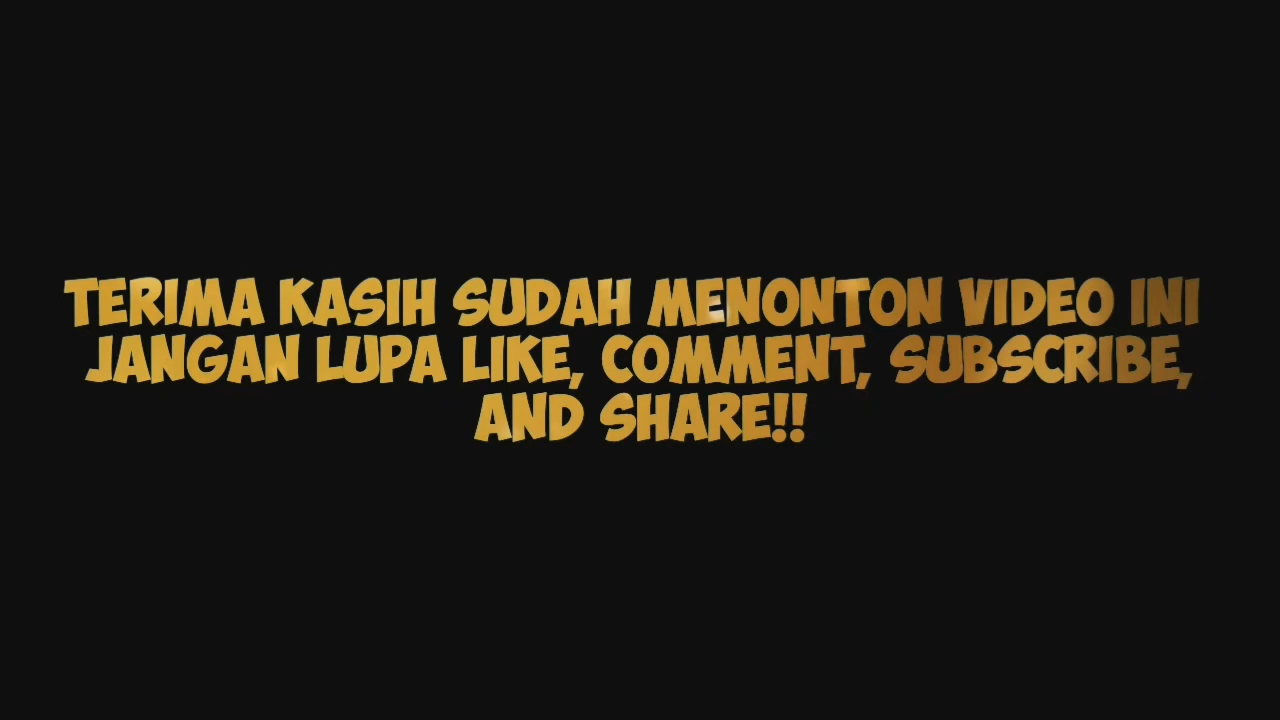 TERIMA KASIH SUDAH MENONTON VIDEO INI
JANGAN LUPA LIKE, COMMENT, SUBSCRIBE,
AND SHARE!!